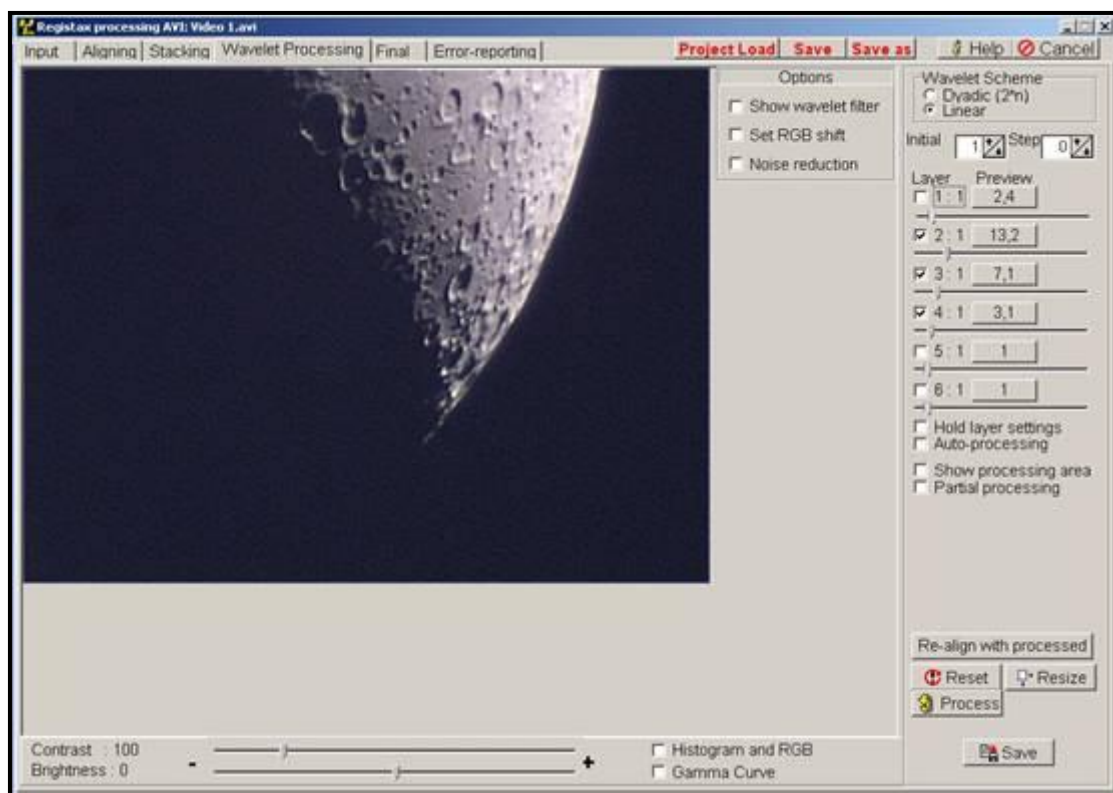 Registax processing AVI: Video 1.avi
Input Aligning Stacking Wavelet Processing Final Error-reporting Project Load Save Save as Help Cancel
Options
Show wavelet filter
Set RGB shift
Noise reduction
Wavelet Scheme
Dyadic (2^n)
Linear
Initial 1 Step 0
Layer Preview
1 : 1 2,4
2 : 1 13,2
3 : 1 7,1
4 : 1 3,1
5 : 1 1
6 : 1 1
Hold layer settings
Auto-processing
Show processing area
Partial processing
Re-align with processed
Reset Resize
Process
Contrast : 100
Brightness : 0
- +
Histogram and RGB
Gamma Curve
Save